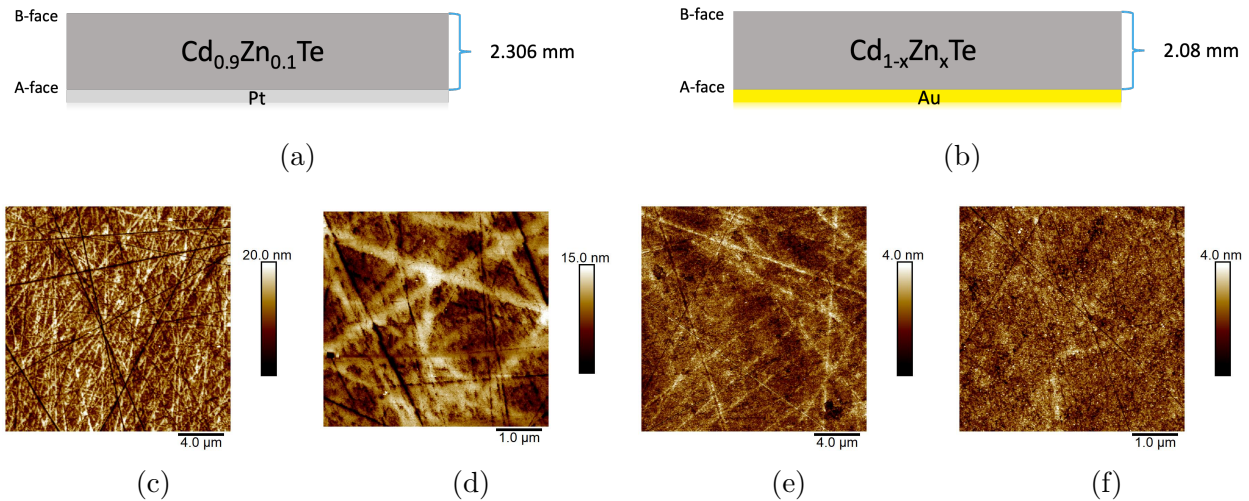 B-face
Cd0.9Zn0.1Te
2.306 mm
A-face
Pt
(a)
B-face
Cd1-xZnxTe
2.08 mm
A-face
Au
(b)
20.0 nm
4.0 µm
(c)
15.0 nm
1.0 µm
(d)
4.0 nm
4.0 µm
(e)
4.0 nm
1.0 µm
(f)